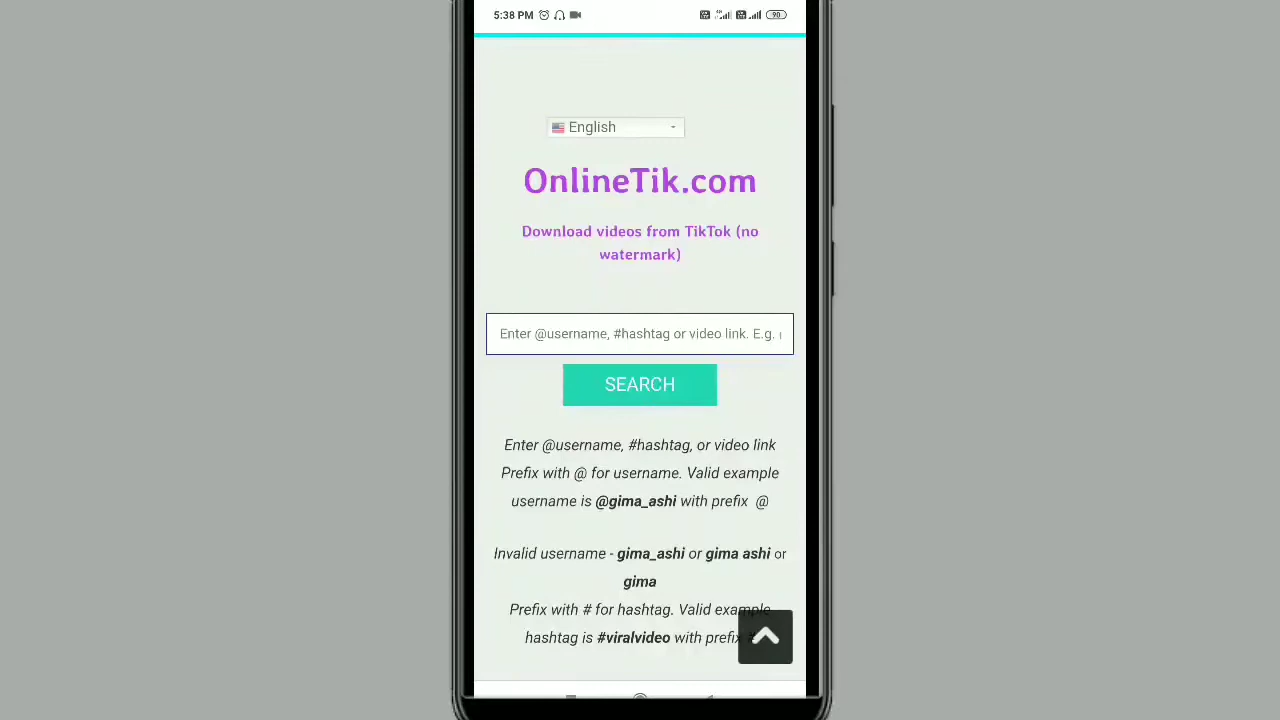 5:38 PM
90
English
OnlineTik.com
Download videos from TikTok (no
watermark)
Enter @username, #hashtag or video link. E.g.
SEARCH
Enter @username, #hashtag, or video link
Prefix with @ for username. Valid example
username is @gima_ashi with prefix @
Invalid username - gima_ashi or gima ashi or
gima
Prefix with # for hashtag. Valid example
hashtag is #viralvideo with prefix #